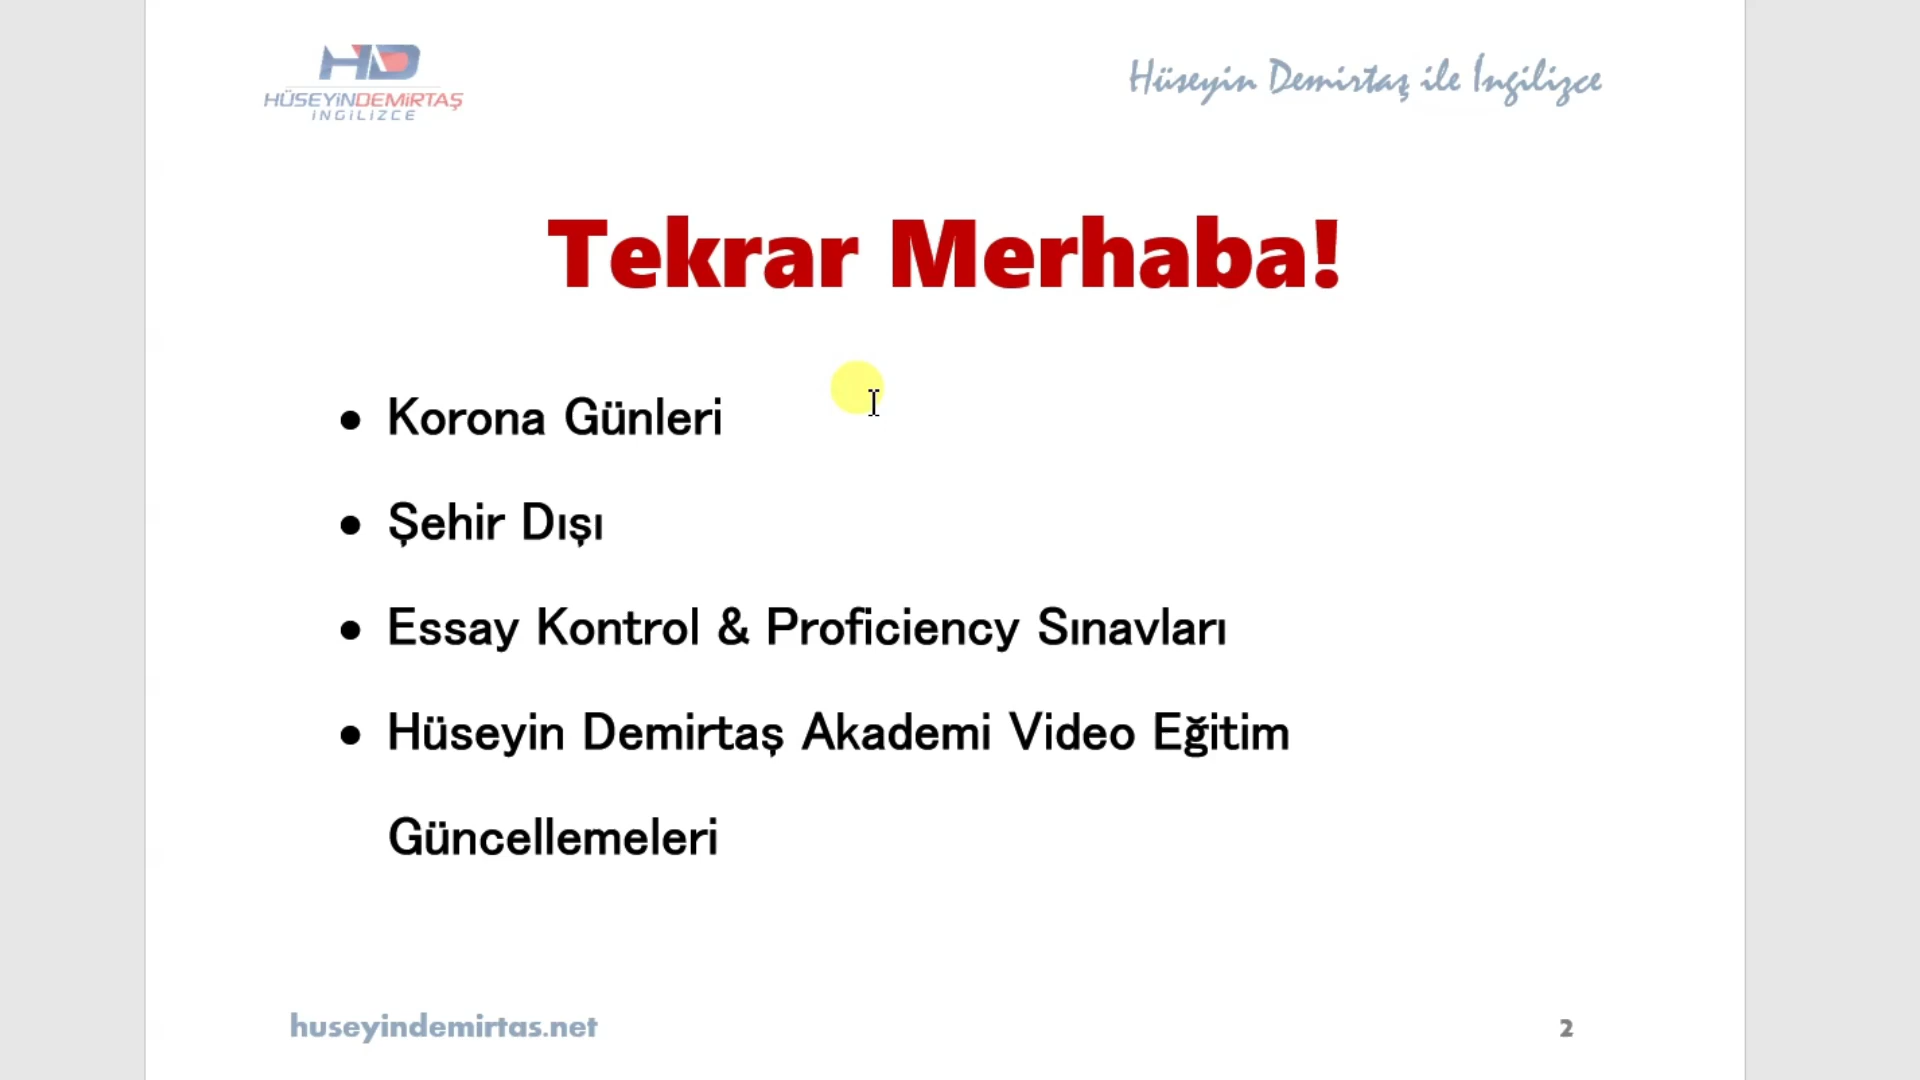 HD
HÜSEYİNDEMİRTAŞ
İNGİLİZCE
Hüseyin Demirtaş ile İngilizce
Tekrar Merhaba!
• Korona Günleri
• Şehir Dışı
• Essay Kontrol & Proficiency Sınavları
• Hüseyin Demirtaş Akademi Video Eğitim
Güncellemeleri
huseyindemirtas.net
2